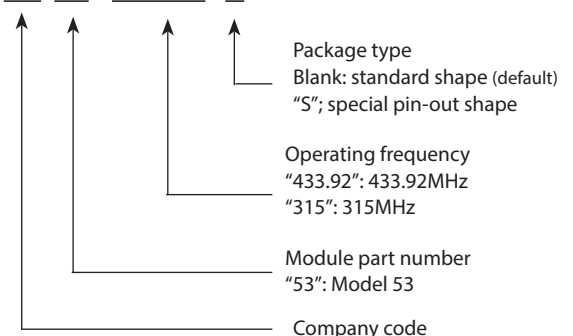 Package type
Blank: standard shape (default)
“S”; special pin-out shape
Operating frequency
“433.92”: 433.92MHz
“315”: 315MHz
Module part number
“53”: Model 53
Company code